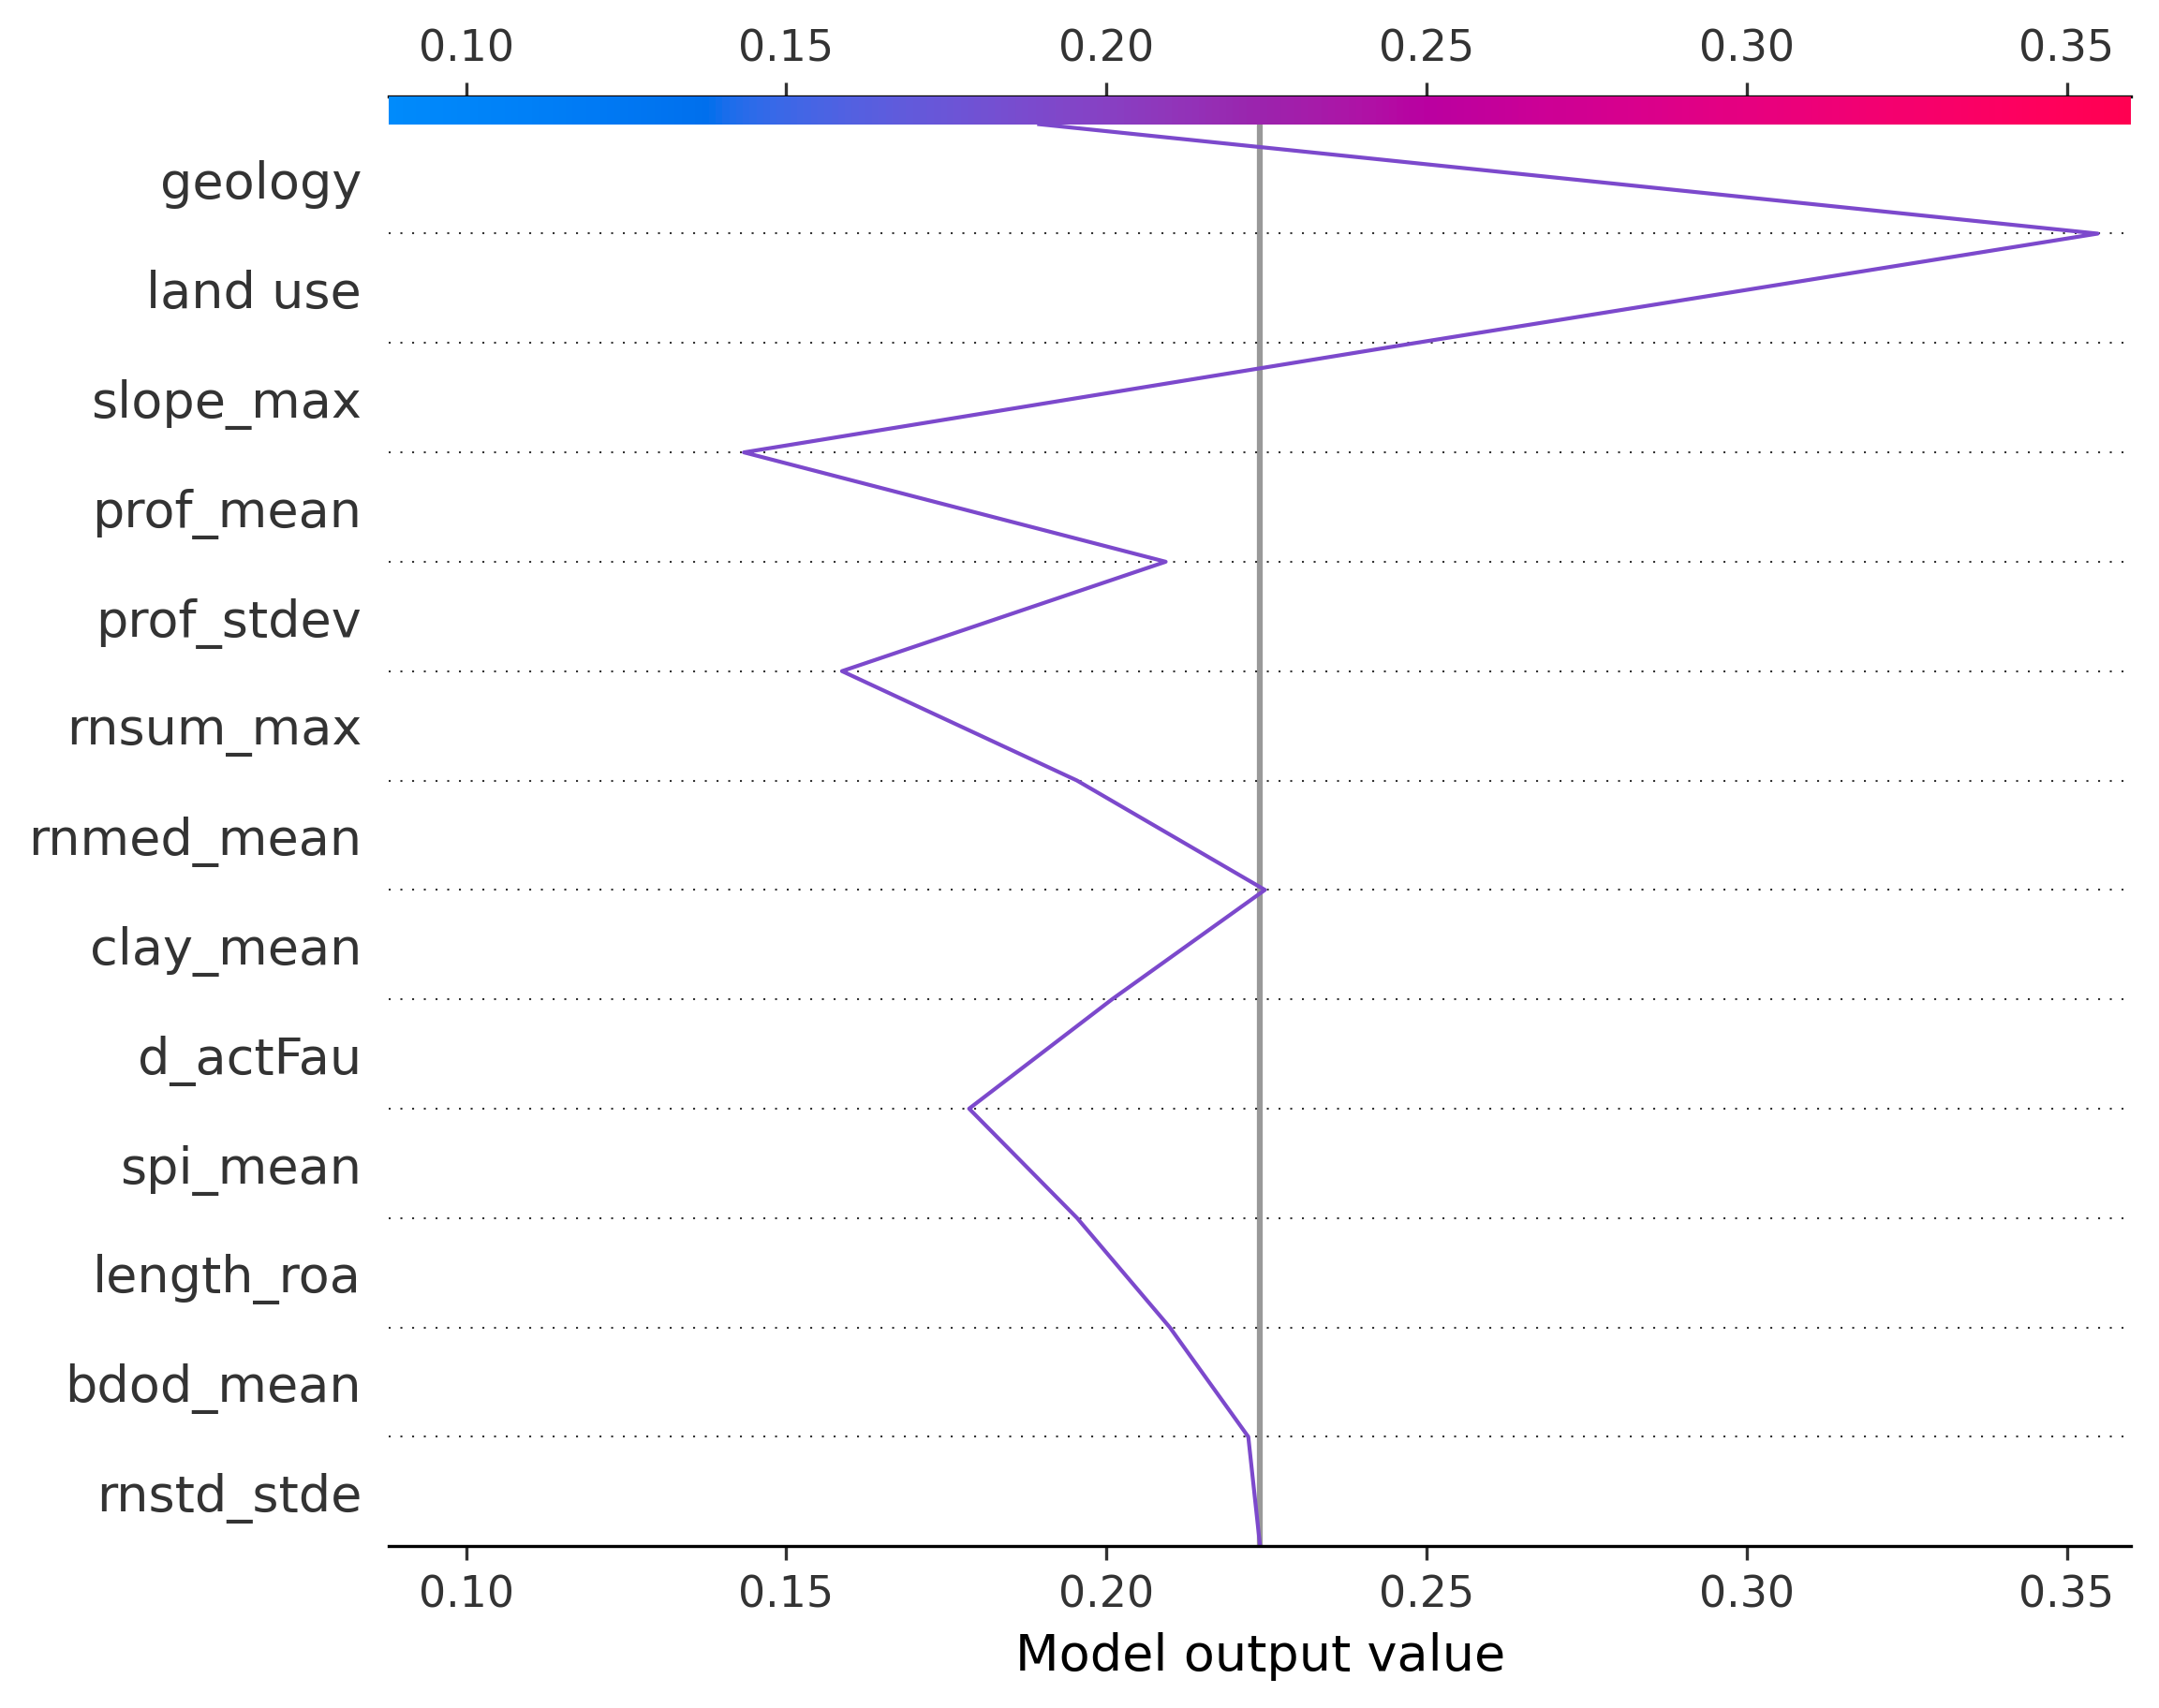 0.10 0.15 0.20 0.25 0.30 0.35
geology
land use
slope_max
prof_mean
prof_stdev
rnsum_max
rnmed_mean
clay_mean
d_actFau
spi_mean
length_roa
bdod_mean
rnstd_stde
0.10 0.15 0.20 0.25 0.30 0.35
Model output value